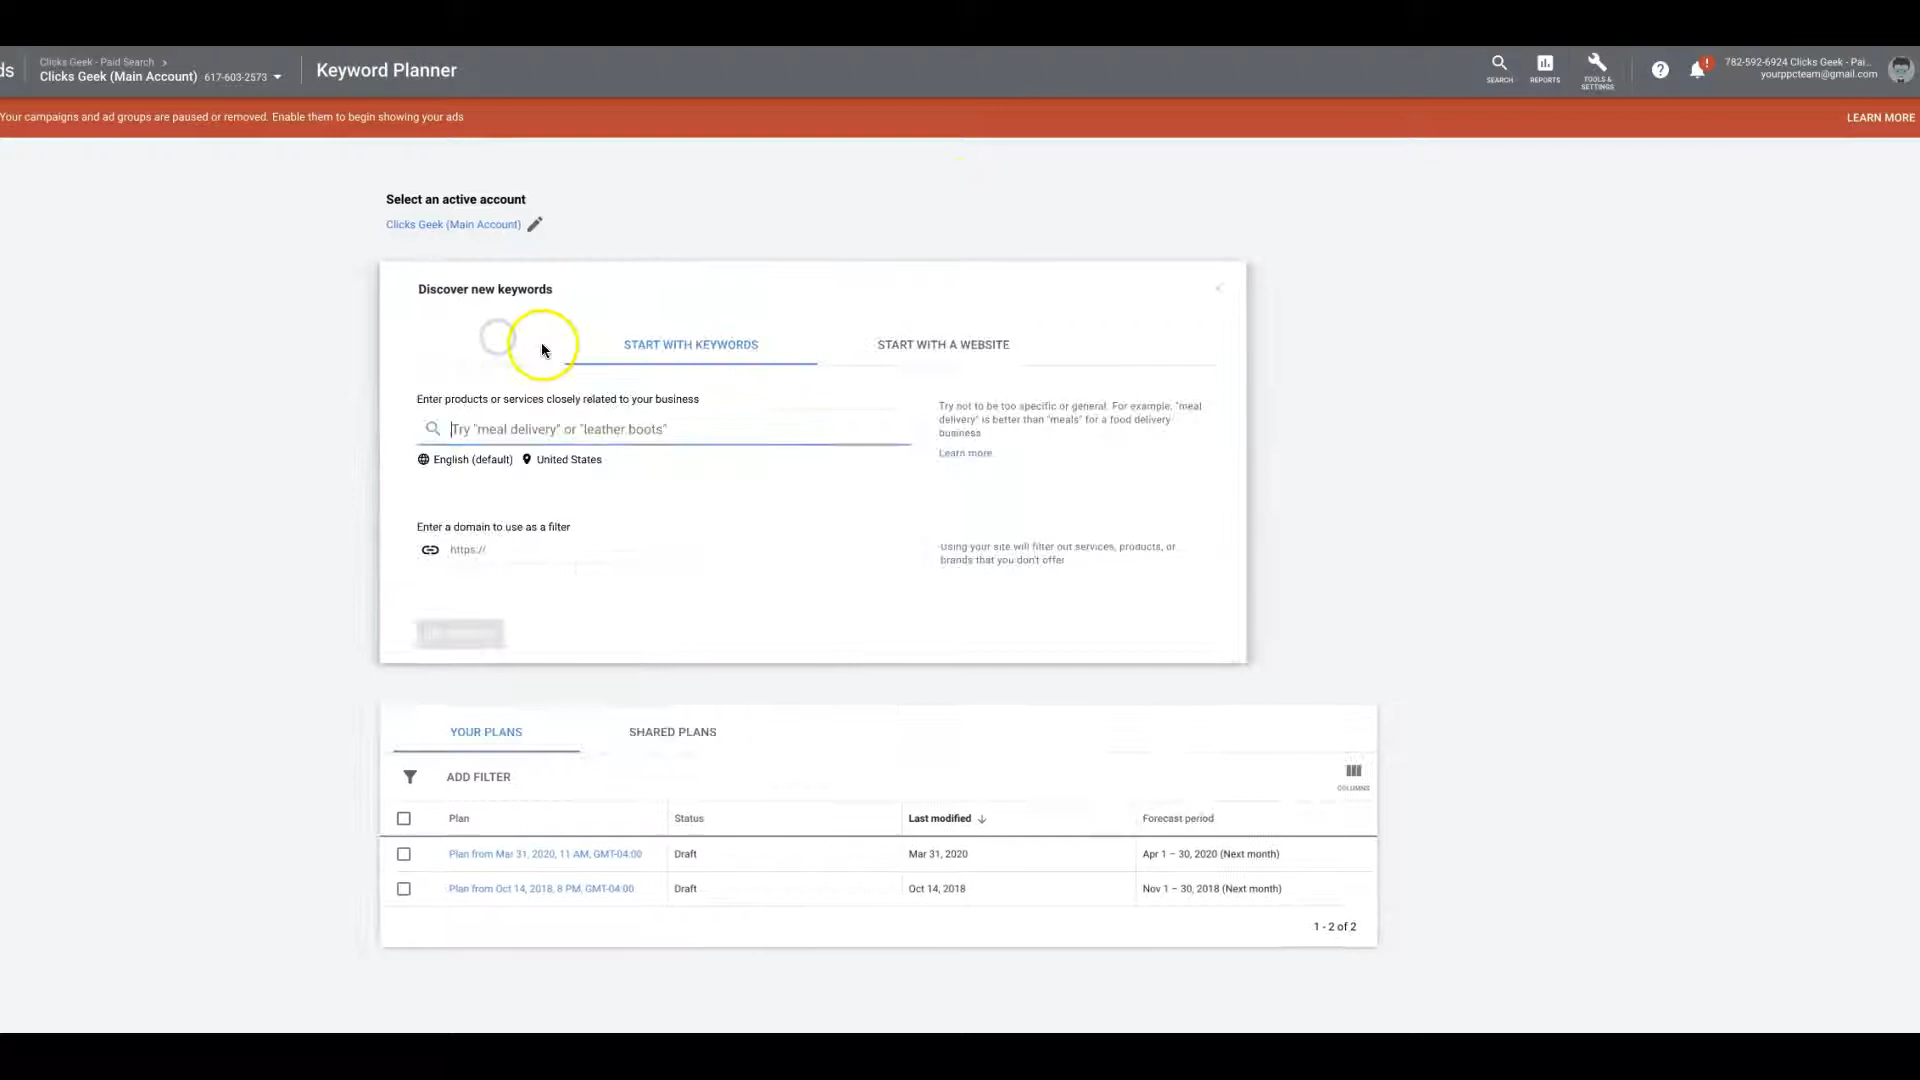 ds
Clicks Geek - Paid Search >
Clicks Geek (Main Account) 617-603-2573
Keyword Planner
SEARCH
REPORTS
TOOLS &
SETTINGS
?
!
782-592-6924 Clicks Geek - Pai...
yourppcteam@gmail.com
Your campaigns and ad groups are paused or removed. Enable them to begin showing your ads
LEARN MORE
Select an active account
Clicks Geek (Main Account)
Discover new keywords
START WITH KEYWORDS
START WITH A WEBSITE
Enter products or services closely related to your business
Try "meal delivery" or "leather boots"
English (default) United States
Try not to be too specific or general. For example, "meal
delivery" is better than "meals" for a food delivery
business
Learn more
Enter a domain to use as a filter
https://
Using your site will filter out services, products, or
brands that you don't offer
YOUR PLANS
SHARED PLANS
ADD FILTER
COLUMNS
Plan Status Last modified Forecast period
Plan from Mar 31, 2020, 11 AM, GMT-04:00 Draft Mar 31, 2020 Apr 1 – 30, 2020 (Next month)
Plan from Oct 14, 2018, 8 PM, GMT-04:00 Draft Oct 14, 2018 Nov 1 – 30, 2018 (Next month)
1 - 2 of 2